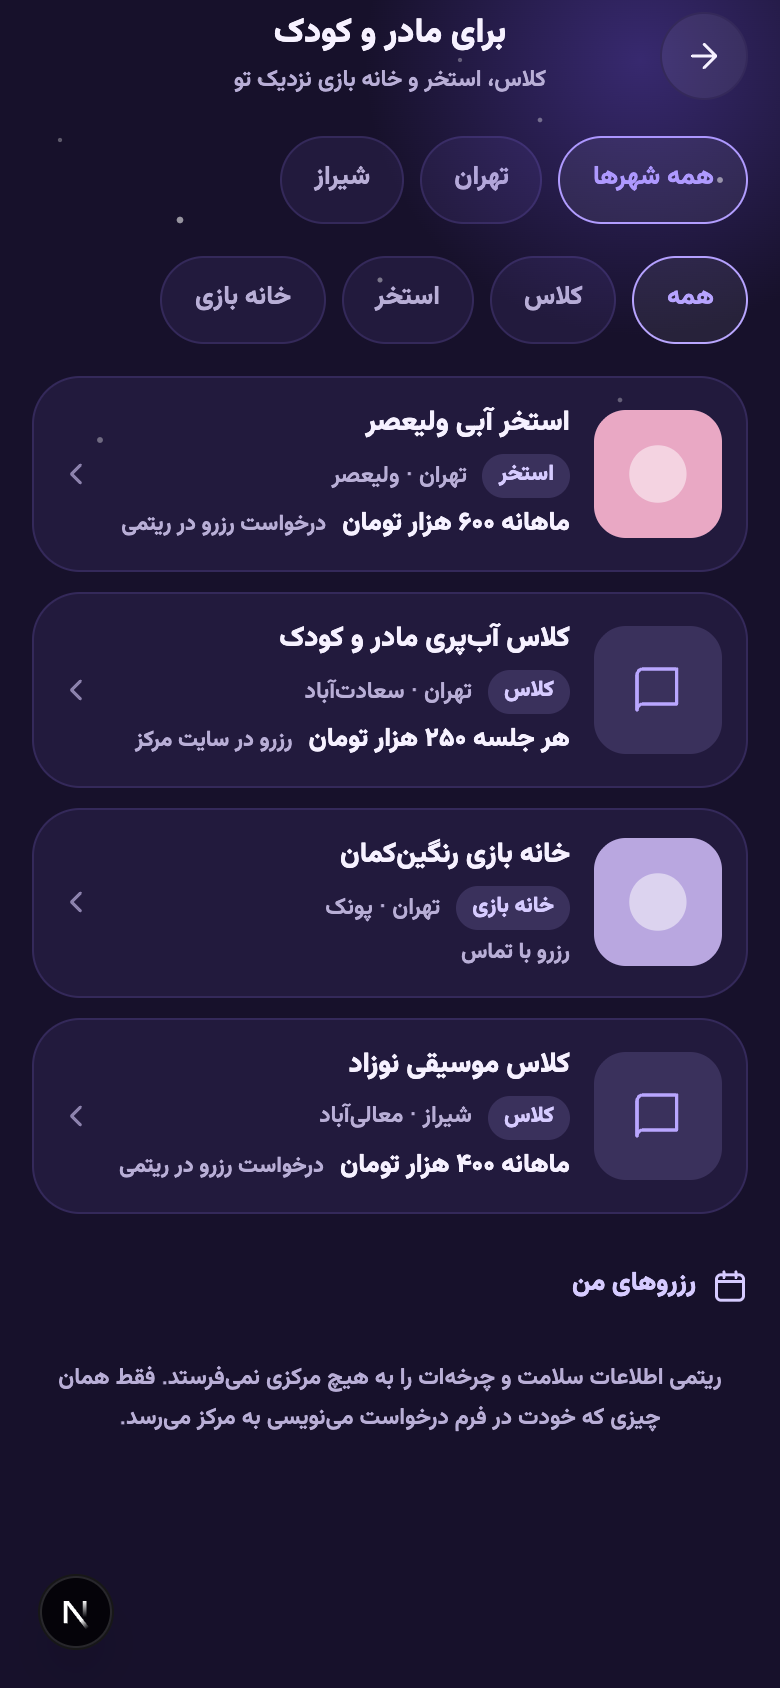 برای مادر و کودک
کلاس، استخر و خانه بازی نزدیک تو
همه شهرها
تهران
شیراز
همه
کلاس
استخر
خانه بازی
استخر آبی ولیعصر
استخر تهران · ولیعصر
ماهانه ۶۰۰ هزار تومان درخواست رزرو در ریتمی
کلاس آب‌پری مادر و کودک
کلاس تهران · سعادت‌آباد
هر جلسه ۲۵۰ هزار تومان رزرو در سایت مرکز
خانه بازی رنگین‌کمان
خانه بازی تهران · پونک
رزرو با تماس
کلاس موسیقی نوزاد
کلاس شیراز · معالی‌آباد
ماهانه ۴۰۰ هزار تومان درخواست رزرو در ریتمی
رزروهای من
ریتمی اطلاعات سلامت و چرخه‌ات را به هیچ مرکزی نمی‌فرستد. فقط همان
چیزی که خودت در فرم درخواست می‌نویسی به مرکز می‌رسد.
N